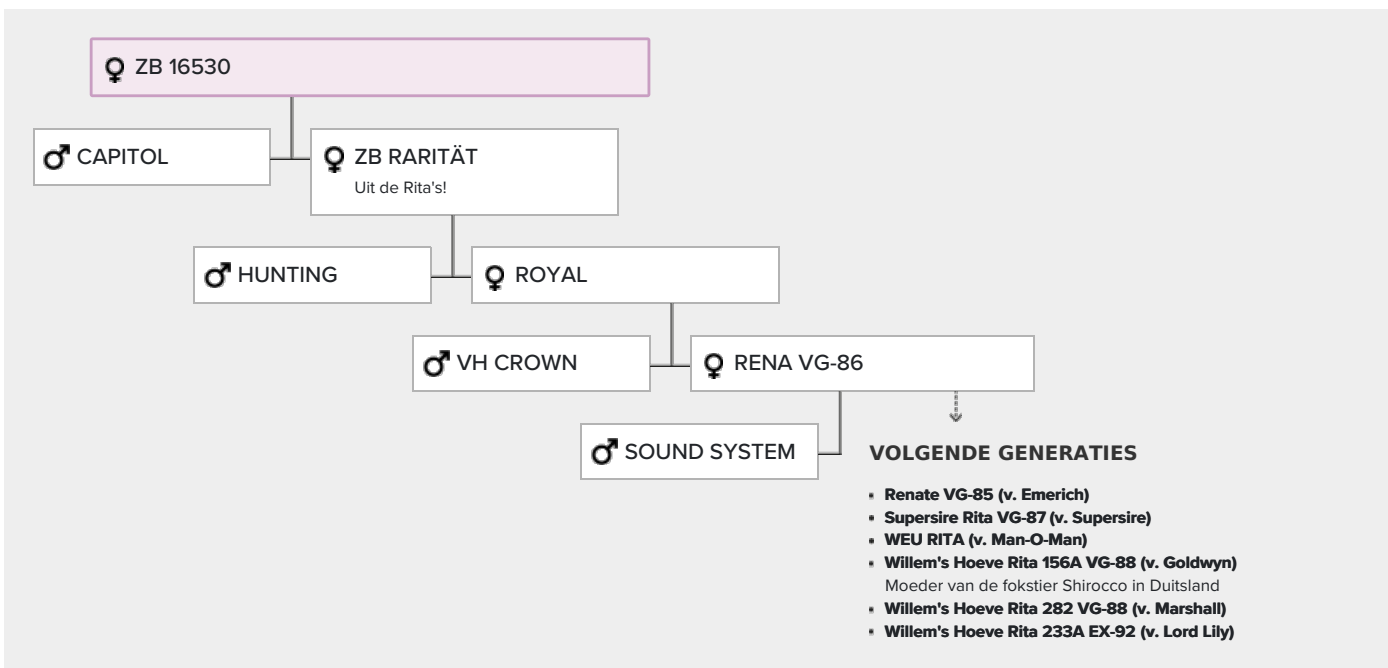 ZB 16530
CAPITOL
ZB RARITÄT
Uit de Rita's!
HUNTING
ROYAL
VH CROWN
RENA VG-86
SOUND SYSTEM
VOLGENDE GENERATIES
Renate VG-85 (v. Emerich)
Supersire Rita VG-87 (v. Supersire)
WEU RITA (v. Man-O-Man)
Willem's Hoeve Rita 156A VG-88 (v. Goldwyn)
Moeder van de fokstier Shirocco in Duitsland
Willem's Hoeve Rita 282 VG-88 (v. Marshall)
Willem's Hoeve Rita 233A EX-92 (v. Lord Lily)